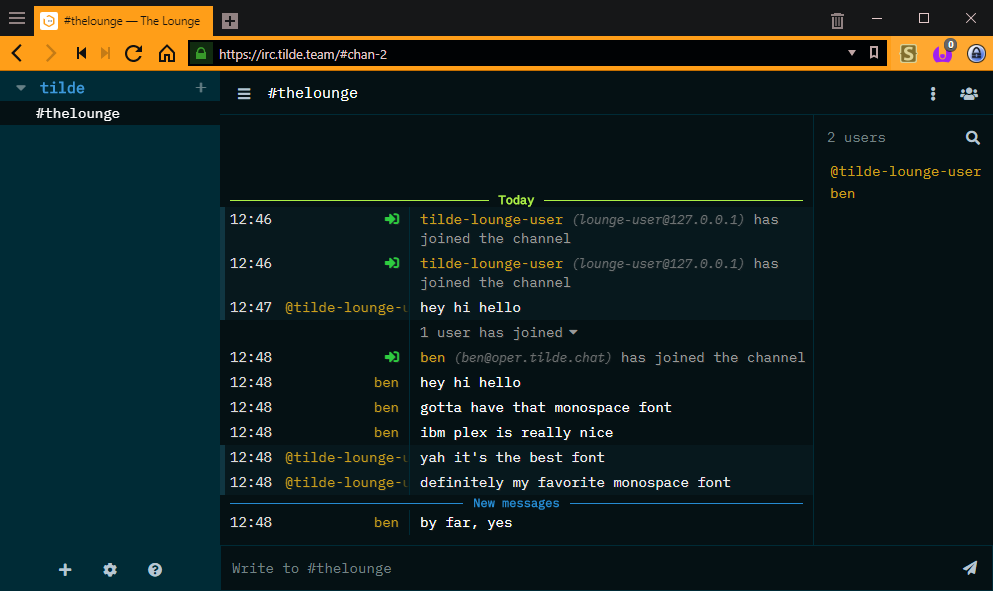 #thelounge — The Lounge
https://irc.tilde.team/#chan-2
S
0
tilde
#thelounge
#thelounge
2 users
@tilde-lounge-user
ben
Today
12:46 tilde-lounge-user (lounge-user@127.0.0.1) has
joined the channel
12:46 tilde-lounge-user (lounge-user@127.0.0.1) has
joined the channel
12:47 @tilde-lounge-u hey hi hello
1 user has joined
12:48 ben (ben@oper.tilde.chat) has joined the channel
12:48 ben hey hi hello
12:48 ben gotta have that monospace font
12:48 ben ibm plex is really nice
12:48 @tilde-lounge-u yah it's the best font
12:48 @tilde-lounge-u definitely my favorite monospace font
New messages
12:48 ben by far, yes
Write to #thelounge